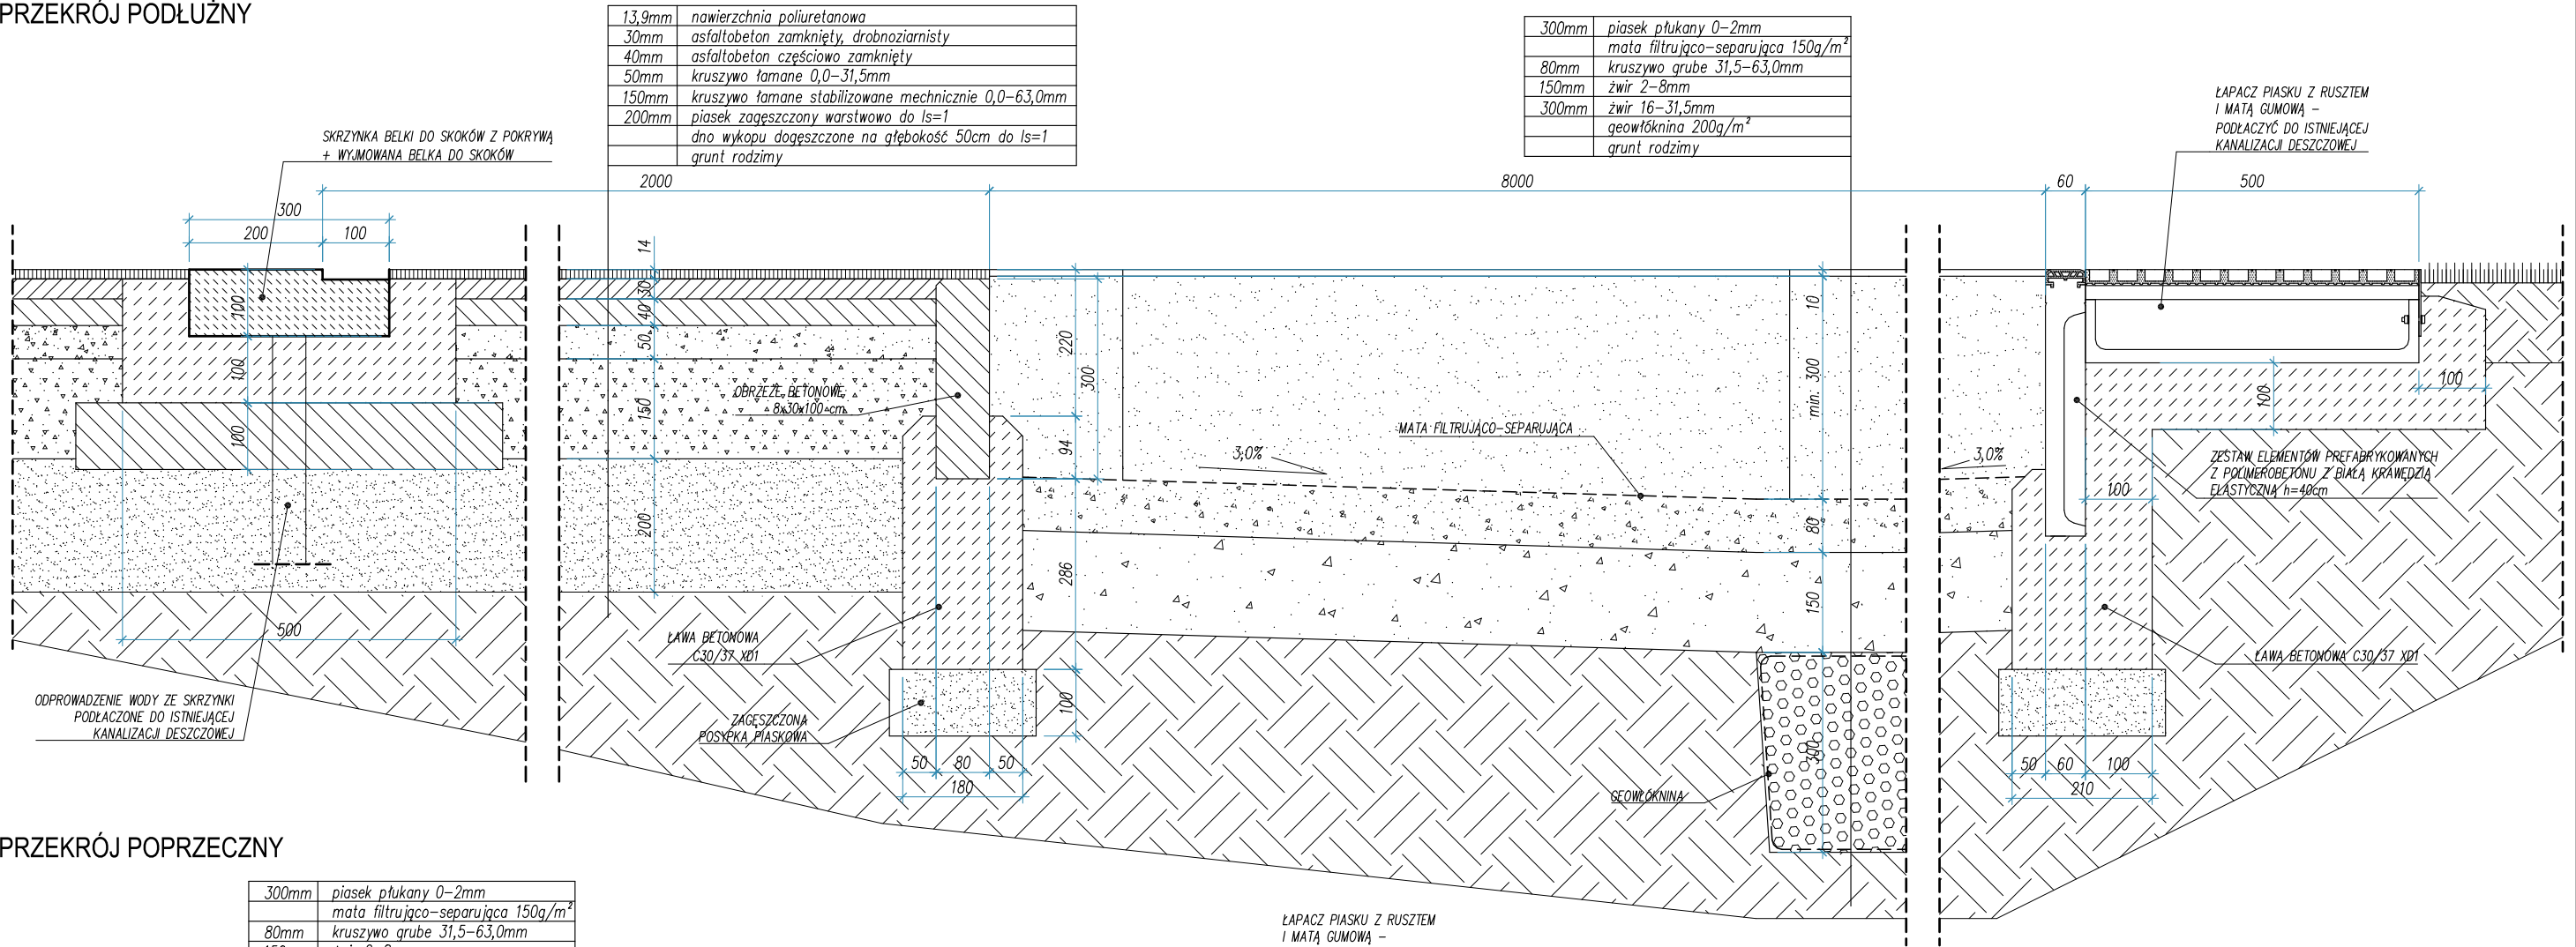 PRZEKRÓJ PODŁUŻNY
13,9mm nawierzchnia poliuretanowa
30mm asfaltobeton zamknięty, drobnoziarnisty
40mm asfaltobeton częściowo zamknięty
50mm kruszywo łamane 0,0-31,5mm
150mm kruszywo łamane stabilizowane mechnicznie 0,0-63,0mm
200mm piasek zagęszczony warstwowo do Is=1
dno wykopu dogęszczone na głębokość 50cm do Is=1
grunt rodzimy
300mm piasek płukany 0-2mm
mata filtrująco-separująca 150g/m²
80mm kruszywo grube 31,5-63,0mm
150mm żwir 2-8mm
300mm żwir 16-31,5mm
geowłóknina 200g/m²
grunt rodzimy
ŁAPACZ PIASKU Z RUSZTEM
I MATĄ GUMOWĄ -
PODŁACZYĆ DO ISTNIEJĄCEJ
KANALIZACJI DESZCZOWEJ
SKRZYNKA BELKI DO SKOKÓW Z POKRYWĄ
+ WYJMOWANA BELKA DO SKOKÓW
2000
8000
60
500
300
200
100
14
30
40
50
150
200
100
100
100
500
220
300
94
286
100
10
min. 300
80
150
300
OBRZEŻE BETONOWE
8x30x100 cm
MATA FILTRUJĄCO-SEPARUJĄCA
3,0%
3,0%
100
100
100
ZESTAW ELEMENTÓW PREFABRYKOWANYCH
Z POLIMEROBETONU Z BIAŁĄ KRAWĘDZIĄ
ELASTYCZNĄ h=40cm
ŁAWA BETONOWA
C30/37 XD1
ŁAWA BETONOWA C30/37 XD1
ODPROWADZENIE WODY ZE SKRZYNKI
PODŁACZONE DO ISTNIEJĄCEJ
KANALIZACJI DESZCZOWEJ
ZAGĘSZCZONA
POSYPKA PIASKOWA
50 80 50
180
GEOWŁÓKNINA
50 60 100
210
PRZEKRÓJ POPRZECZNY
300mm piasek płukany 0-2mm
mata filtrująco-separująca 150g/m²
80mm kruszywo grube 31,5-63,0mm
ŁAPACZ PIASKU Z RUSZTEM
I MATĄ GUMOWĄ -